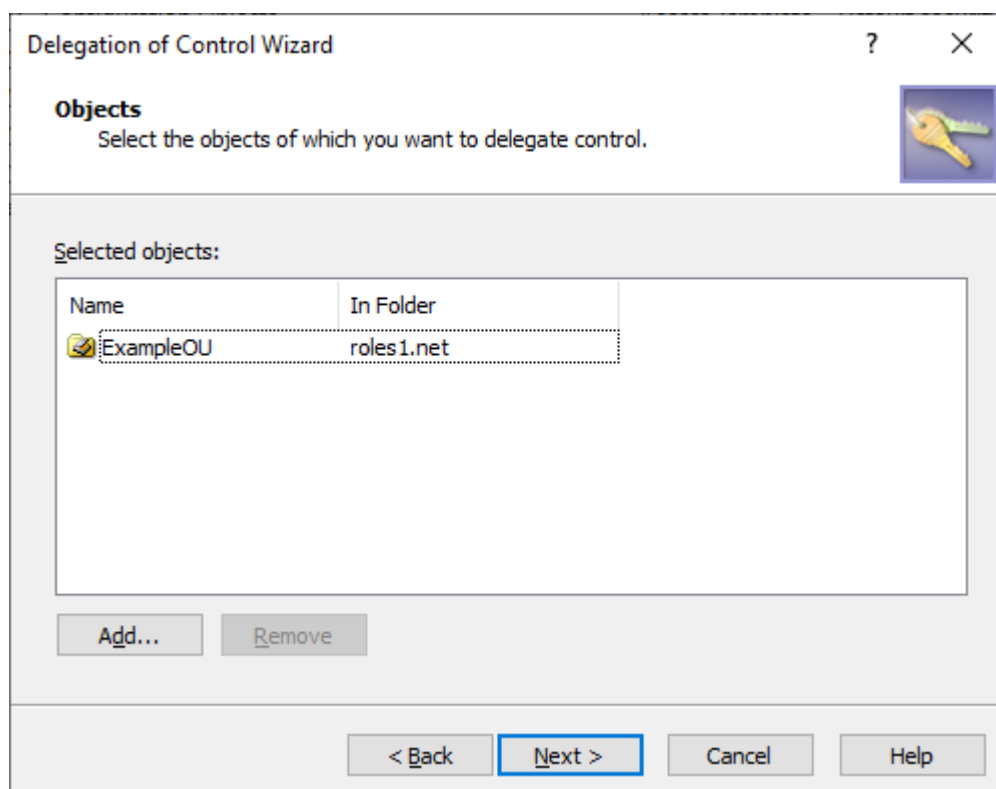 Delegation of Control Wizard ?
Objects
Select the objects of which you want to delegate control.
Selected objects:
Name In Folder
ExampleOU roles1.net
Add... Remove
< Back Next > Cancel Help